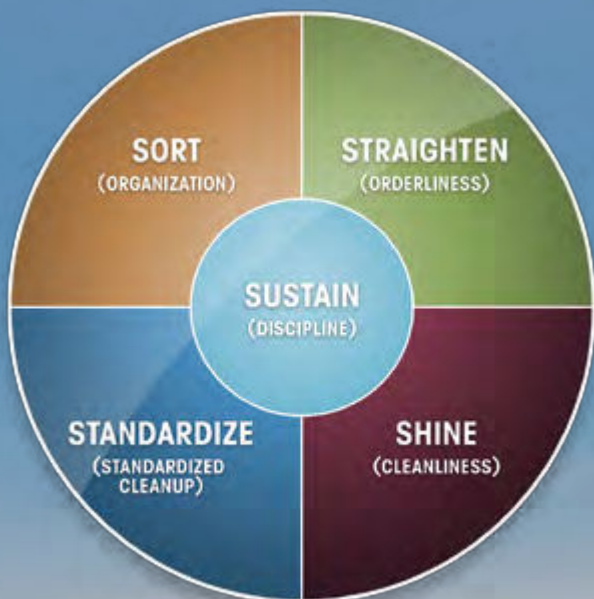 SORT
(ORGANIZATION)
STRAIGHTEN
(ORDERLINESS)
SUSTAIN
(DISCIPLINE)
STANDARDIZE
(STANDARDIZED
CLEANUP)
SHINE
(CLEANLINESS)